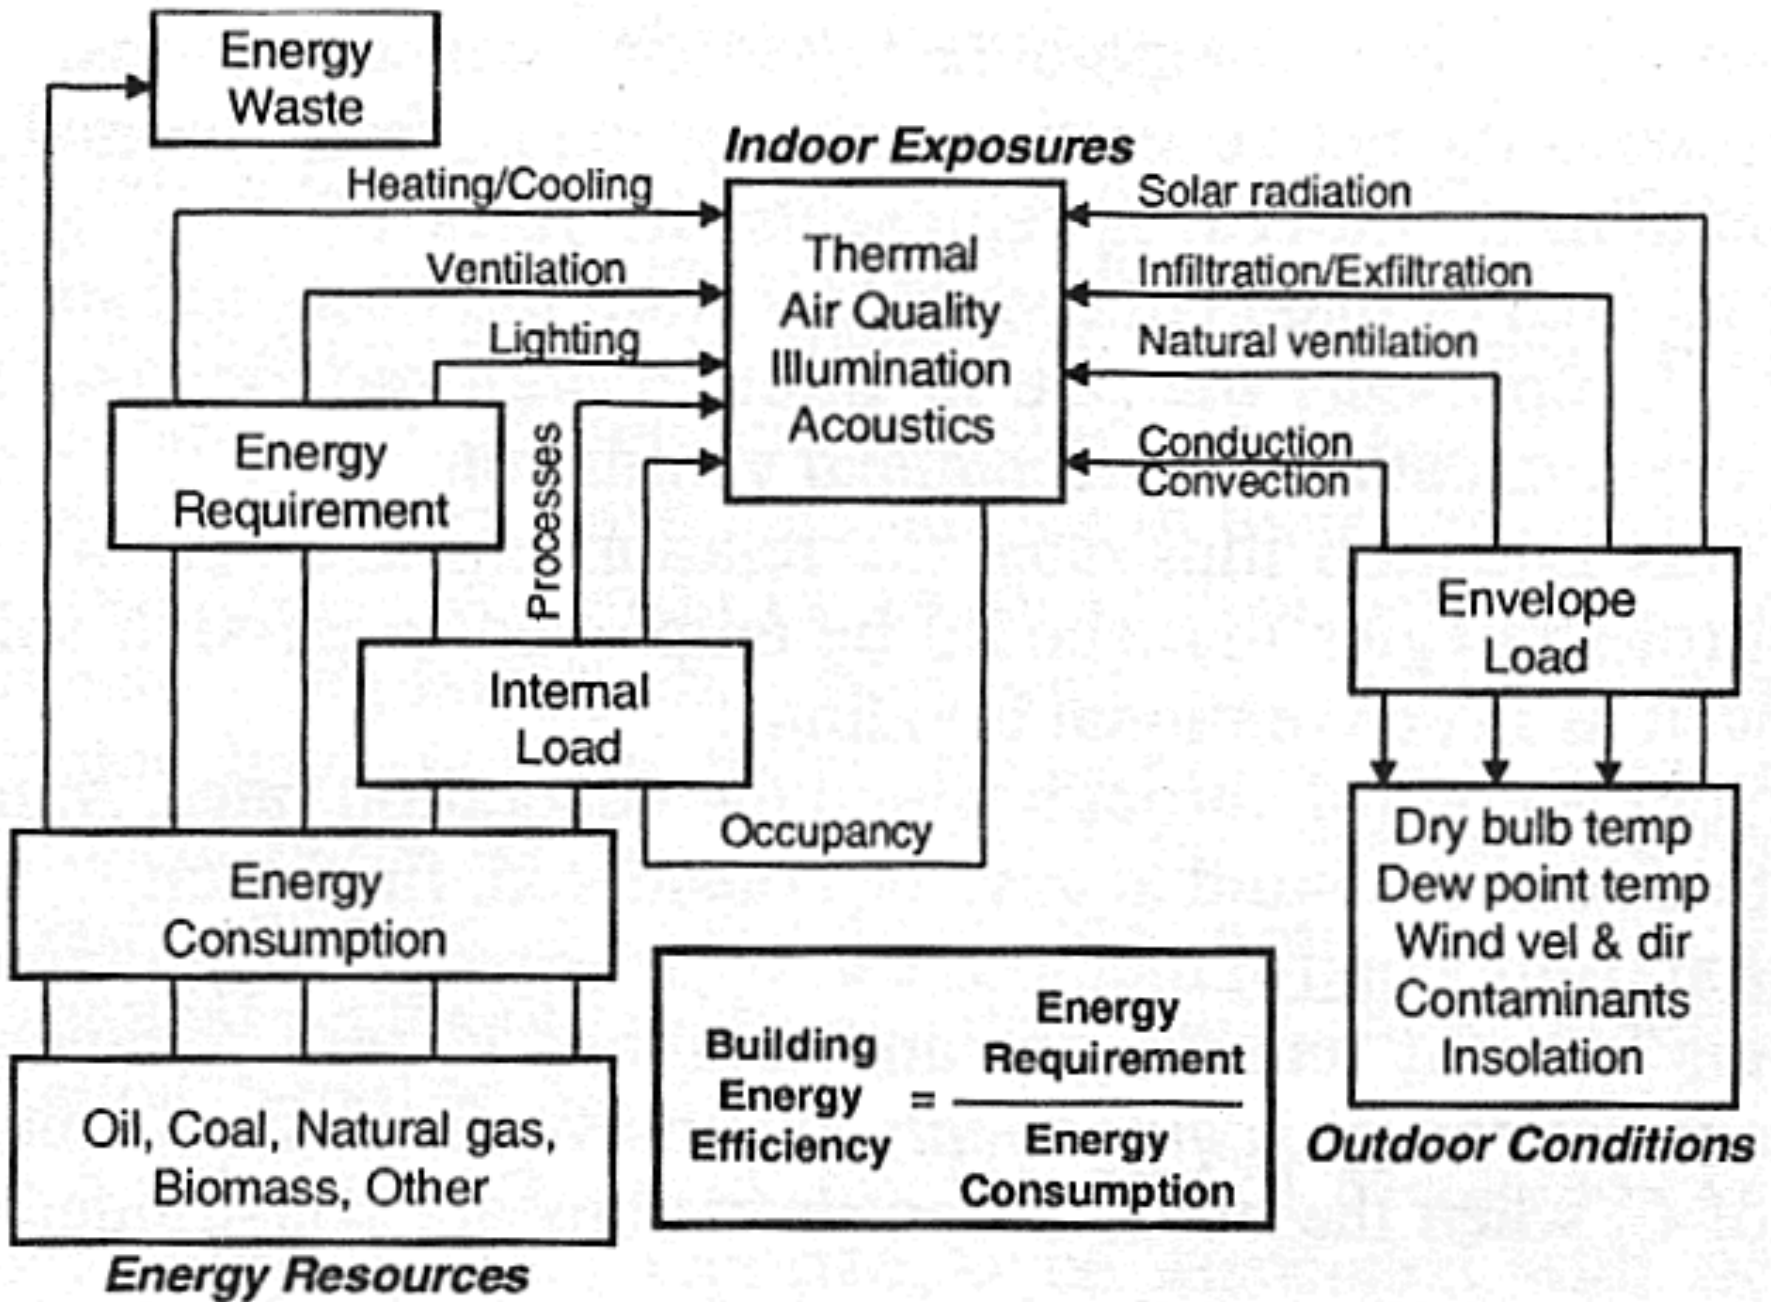 Energy
Waste
Indoor Exposures
Heating/Cooling
Ventilation
Lighting
Processes
Thermal
Air Quality
Illumination
Acoustics
Solar radiation
Infiltration/Exfiltration
Natural ventilation
Conduction
Convection
Energy
Requirement
Internal
Load
Envelope
Load
Occupancy
Energy
Consumption
Dry bulb temp
Dew point temp
Wind vel & dir
Contaminants
Insolation
Outdoor Conditions
Oil, Coal, Natural gas,
Biomass, Other
Energy Resources
Building
Energy
Efficiency
=
Energy
Requirement
Energy
Consumption